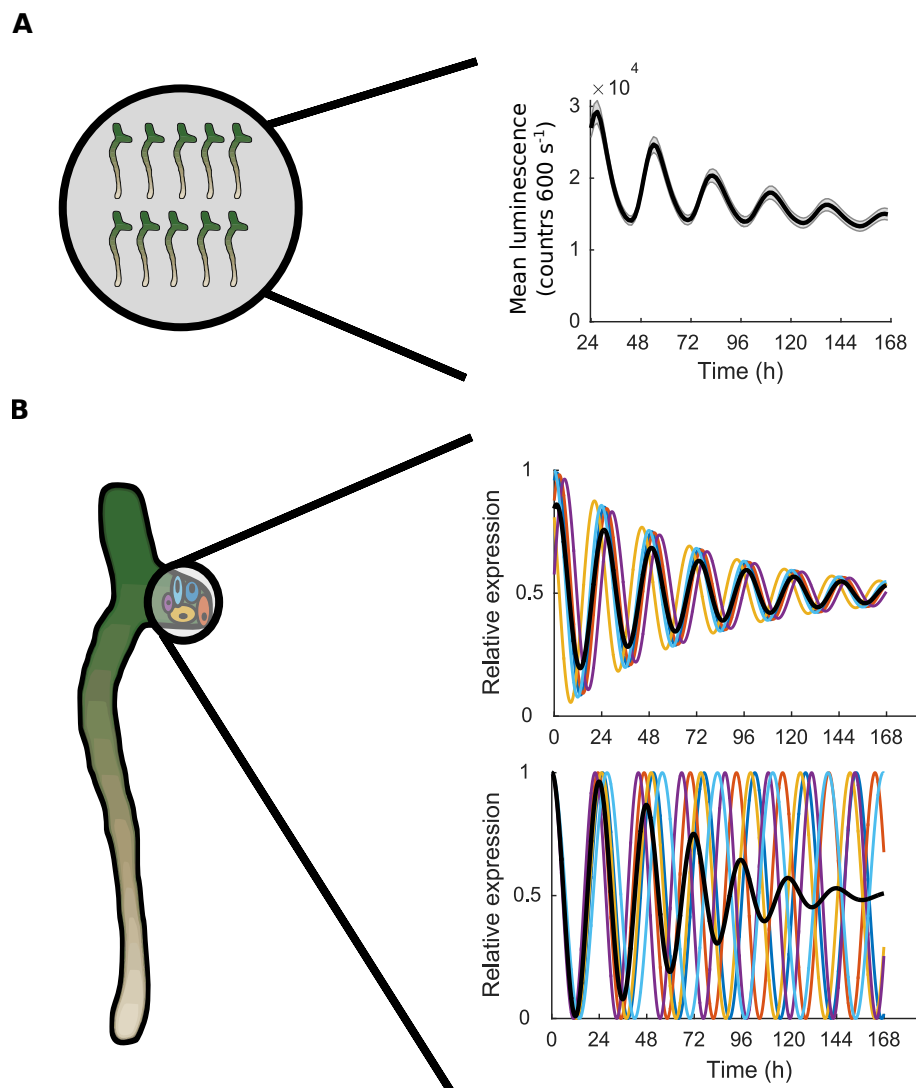 A
× 10 4
Mean luminescence
(countrs 600 s-1)
3
2
1
0
24 48 72 96 120 144 168
Time (h)
B
Relative expression
1
0.5
0
0 24 48 72 96 120 144 168
Relative expression
1
0.5
0
0 24 48 72 96 120 144 168
Time (h)